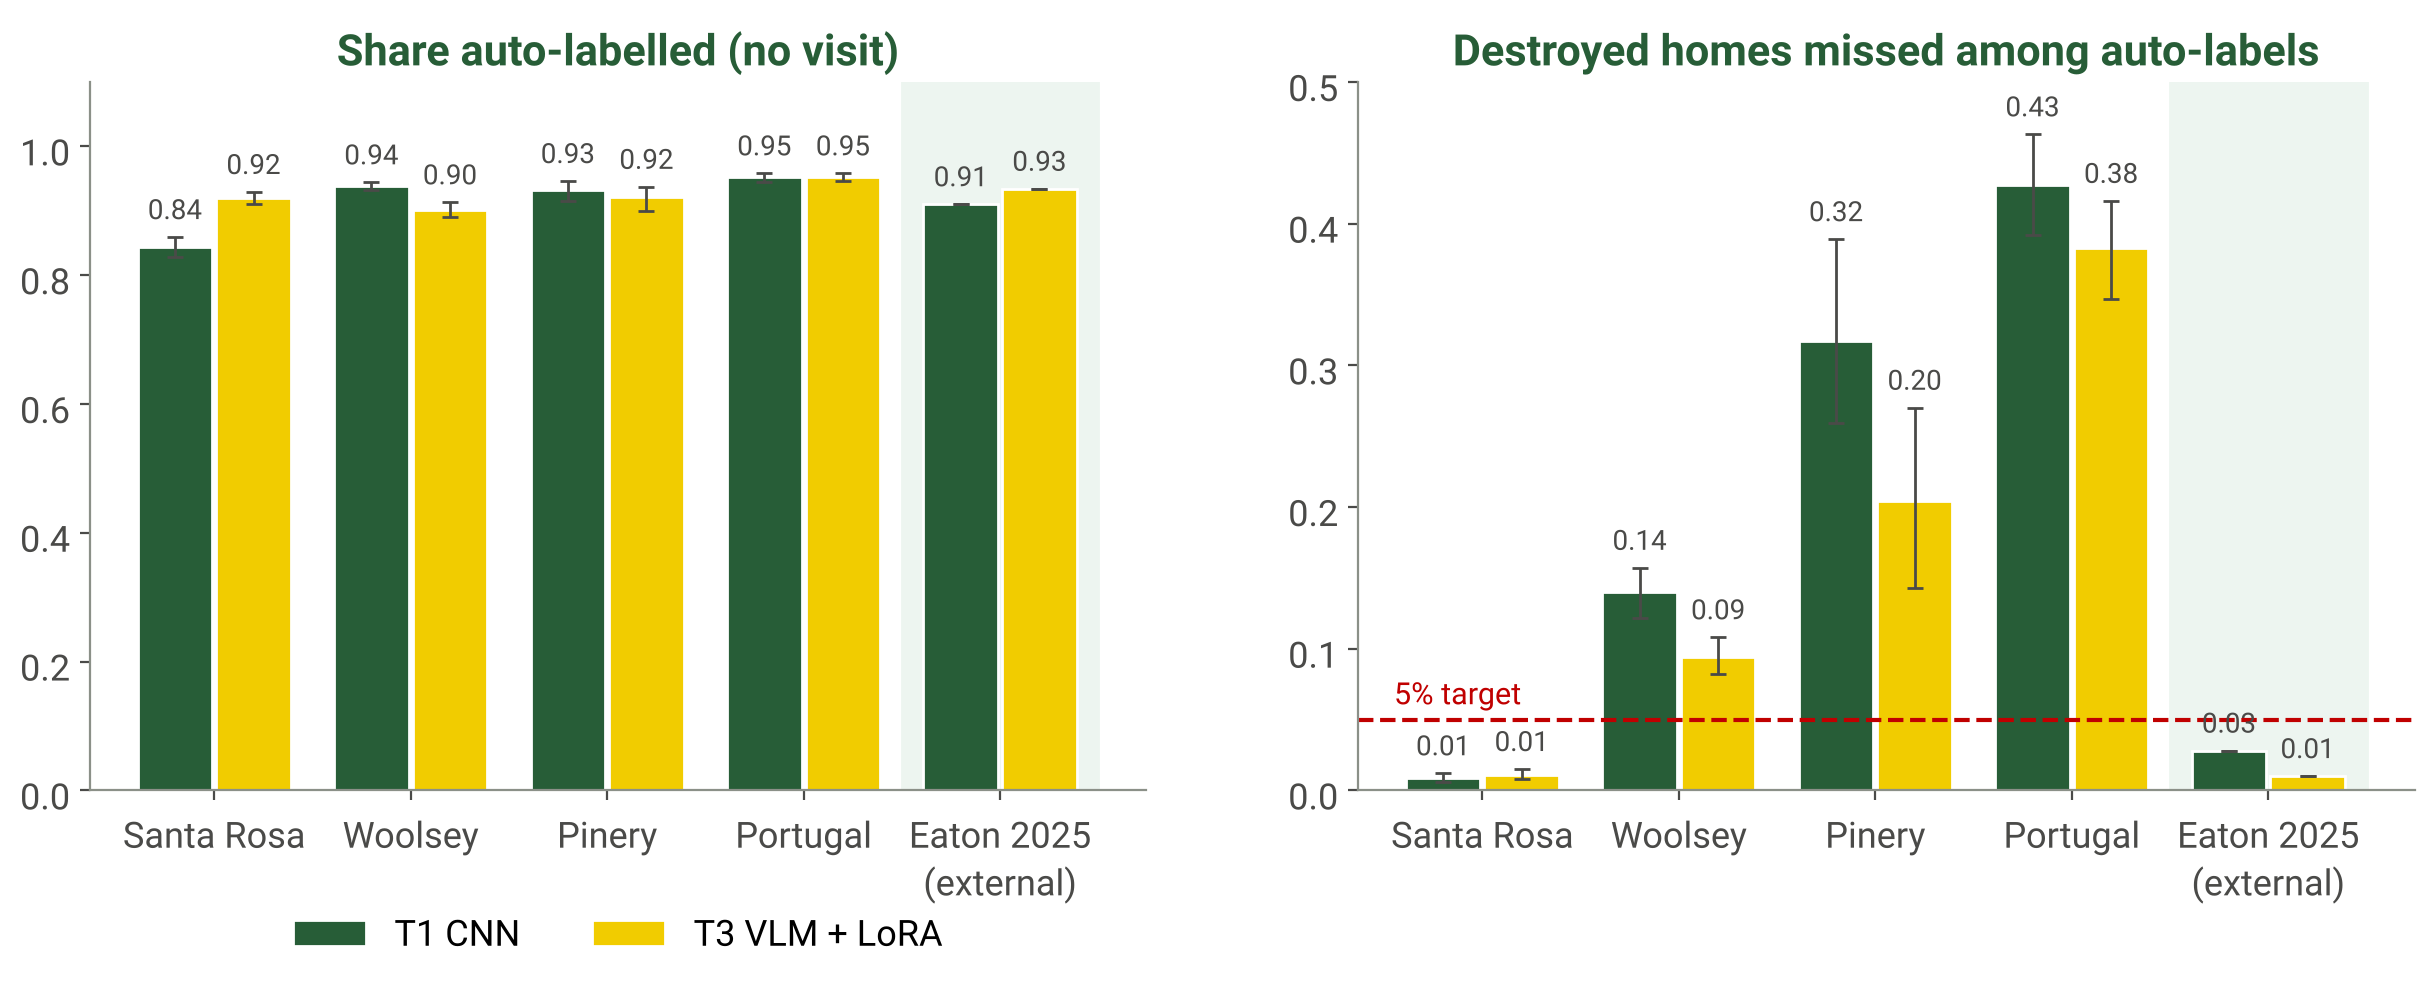 Share auto-labelled (no visit)
1.0
0.8
0.6
0.4
0.2
0.0
0.84
0.92
0.94
0.90
0.93
0.92
0.95
0.95
0.91
0.93
Santa Rosa
Woolsey
Pinery
Portugal
Eaton 2025
(external)
T1 CNN
T3 VLM + LoRA
Destroyed homes missed among auto-labels
0.5
0.4
0.3
0.2
0.1
0.0
5% target
0.01
0.01
0.14
0.09
0.32
0.20
0.43
0.38
0.03
0.01
Santa Rosa
Woolsey
Pinery
Portugal
Eaton 2025
(external)